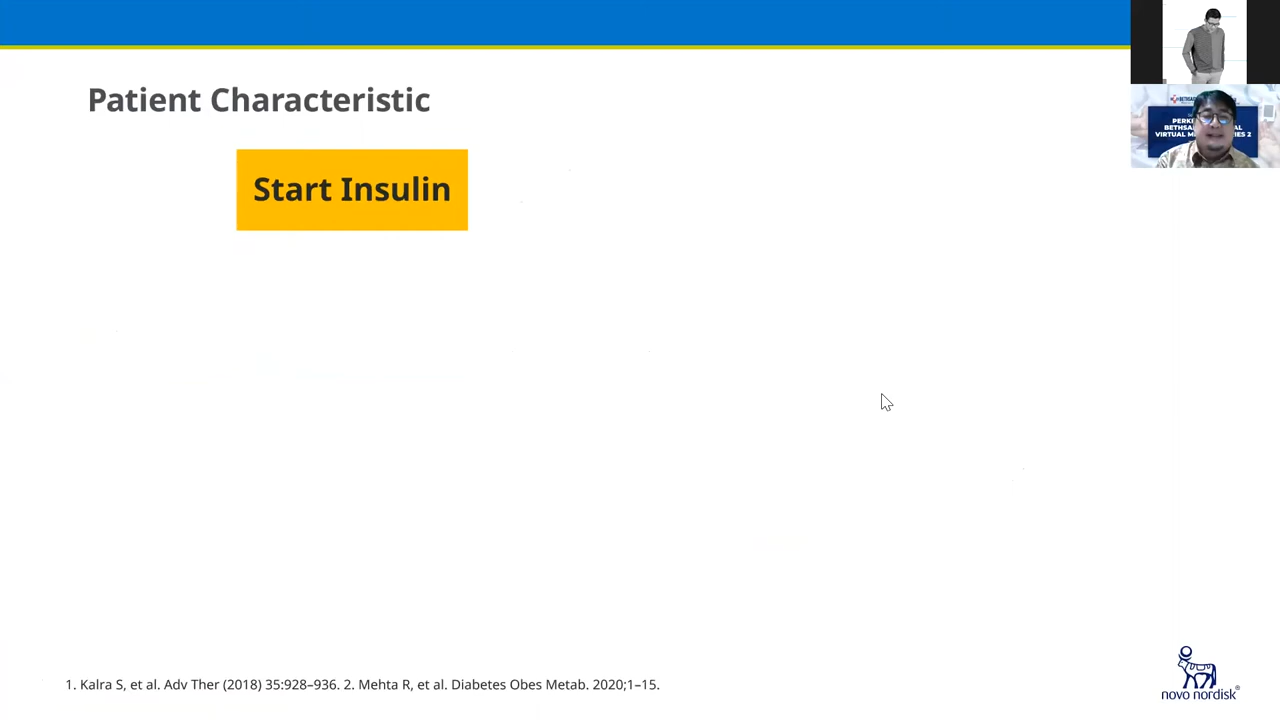 Patient Characteristic
Start Insulin
1. Kalra S, et al. Adv Ther (2018) 35:928–936. 2. Mehta R, et al. Diabetes Obes Metab. 2020;1–15.
novo nordisk®